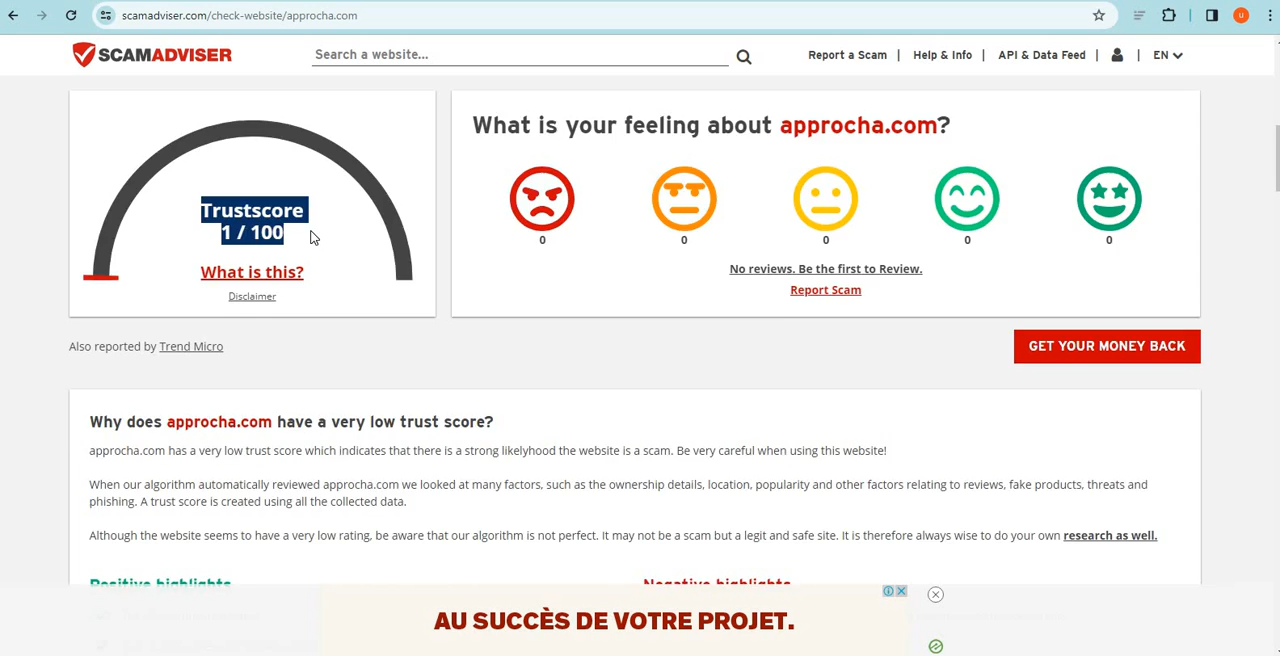 scamadviser.com/check-website/approcha.com
u
SCAMADVISER
Search a website...
Report a Scam | Help & Info | API & Data Feed | | EN
Trustscore
1 / 100
What is this?
Disclaimer
What is your feeling about approcha.com?
0 0 0 0 0
No reviews. Be the first to Review.
Report Scam
Also reported by Trend Micro
GET YOUR MONEY BACK
Why does approcha.com have a very low trust score?
approcha.com has a very low trust score which indicates that there is a strong likelyhood the website is a scam. Be very careful when using this website!
When our algorithm automatically reviewed approcha.com we looked at many factors, such as the ownership details, location, popularity and other factors relating to reviews, fake products, threats and
phishing. A trust score is created using all the collected data.
Although the website seems to have a very low rating, be aware that our algorithm is not perfect. It may not be a scam but a legit and safe site. It is therefore always wise to do your own research as well.
Positive highlights
Negative highlights
AU SUCCÈS DE VOTRE PROJET.